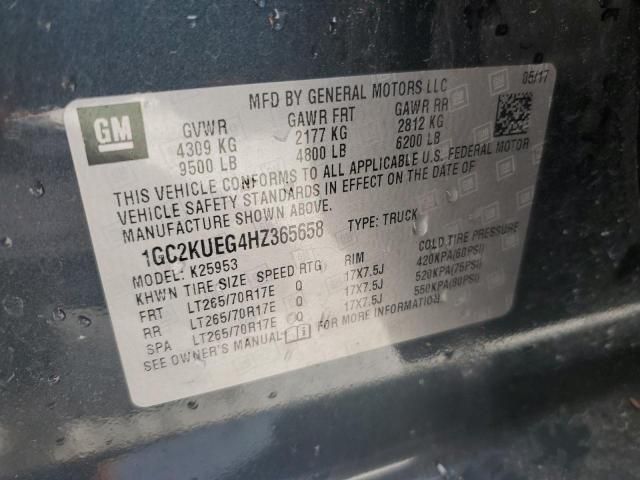 GM
MFD BY GENERAL MOTORS LLC 05/17
GVWR GAWR FRT GAWR RR
4309 KG 2177 KG 2812 KG
9500 LB 4800 LB 6200 LB
THIS VEHICLE CONFORMS TO ALL APPLICABLE U.S. FEDERAL MOTOR
VEHICLE SAFETY STANDARDS IN EFFECT ON THE DATE OF
MANUFACTURE SHOWN ABOVE.
1GC2KUEG4HZ365658 TYPE: TRUCK
MODEL: K25953
KHWN TIRE SIZE SPEED RTG RIM COLD TIRE PRESSURE
FRT LT265/70R17E Q 17X7.5J 420KPA(60PSI)
RR LT265/70R17E Q 17X7.5J 520KPA(75PSI)
SPA LT265/70R17E Q 17X7.5J 550KPA(80PSI)
SEE OWNER'S MANUAL FOR MORE INFORMATION.